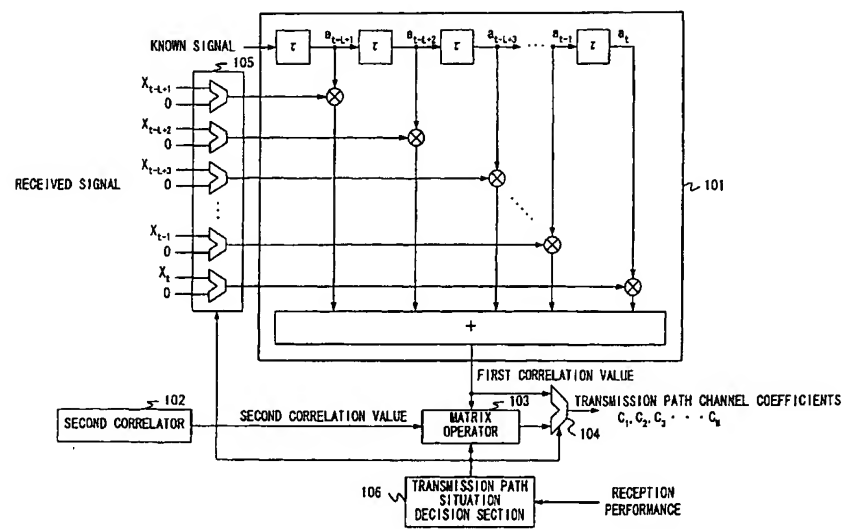 KNOWN SIGNAL
τ a_{t-L+1} τ a_{t-L+2} τ a_{t-L+3} ··· a_{t-1} τ a_t
105
X_{t-L+1}
0
X_{t-L+2}
0
RECEIVED SIGNAL
X_{t-L+3}
0
101
X_{t-1}
0
X_t
0
+
FIRST CORRELATION VALUE
102
SECOND CORRELATOR
SECOND CORRELATION VALUE
103
MATRIX
OPERATOR
104
TRANSMISSION PATH CHANNEL COEFFICIENTS
C_1, C_2, C_3 ··· C_N
106
TRANSMISSION PATH
SITUATION
DECISION SECTION
RECEPTION
PERFORMANCE